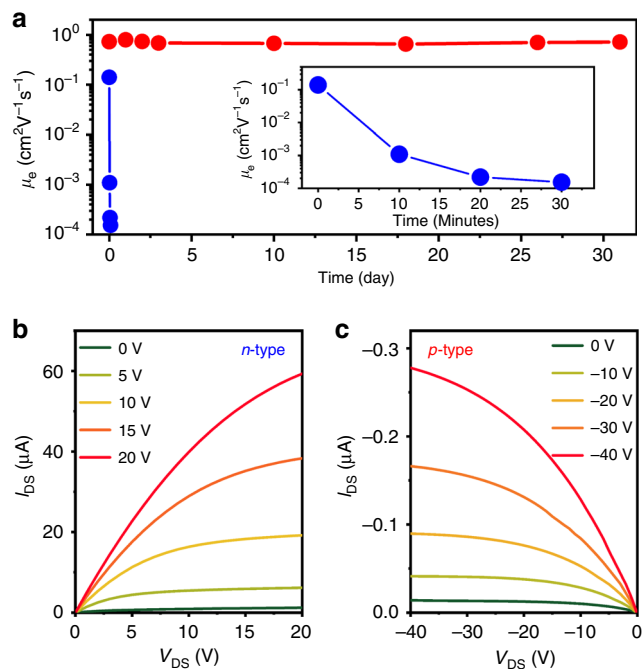 a
10⁰
10⁻¹
10⁻²
10⁻³
10⁻⁴
μₑ (cm²V⁻¹s⁻¹)
0 5 10 15 20 25 30
Time (day)
10⁻¹
10⁻²
10⁻³
10⁻⁴
μₑ (cm²V⁻¹s⁻¹)
0 5 10 15 20 25 30
Time (Minutes)
b
n-type
0 V
5 V
10 V
15 V
20 V
60
40
20
0
I_DS (μA)
0 5 10 15 20
V_DS (V)
c
p-type
0 V
−10 V
−20 V
−30 V
−40 V
−0.3
−0.2
−0.1
0.0
I_DS (μA)
−40 −30 −20 −10 0
V_DS (V)